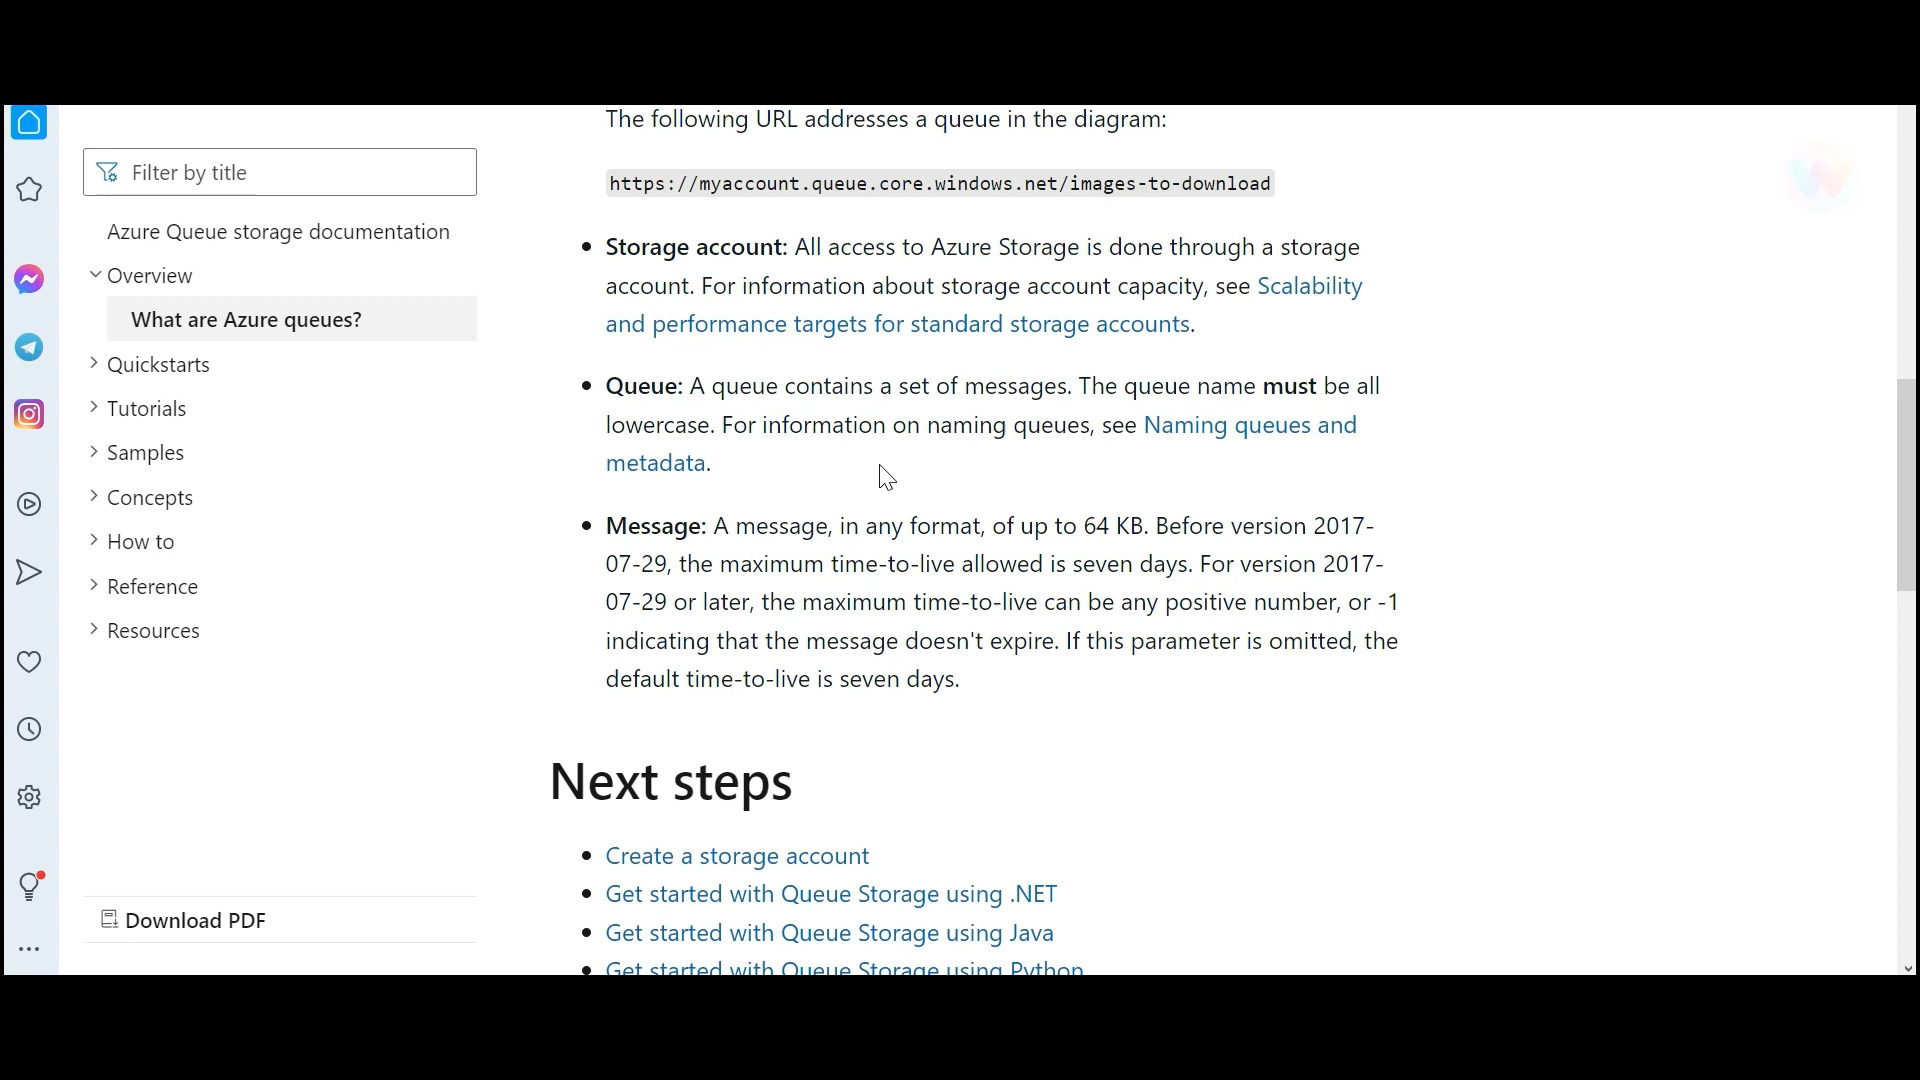 Filter by title
Azure Queue storage documentation
Overview
What are Azure queues?
Quickstarts
Tutorials
Samples
Concepts
How to
Reference
Resources
Download PDF
The following URL addresses a queue in the diagram:
https://myaccount.queue.core.windows.net/images-to-download
• Storage account: All access to Azure Storage is done through a storage
account. For information about storage account capacity, see Scalability
and performance targets for standard storage accounts.
• Queue: A queue contains a set of messages. The queue name must be all
lowercase. For information on naming queues, see Naming queues and
metadata.
• Message: A message, in any format, of up to 64 KB. Before version 2017-
07-29, the maximum time-to-live allowed is seven days. For version 2017-
07-29 or later, the maximum time-to-live can be any positive number, or -1
indicating that the message doesn't expire. If this parameter is omitted, the
default time-to-live is seven days.
Next steps
• Create a storage account
• Get started with Queue Storage using .NET
• Get started with Queue Storage using Java
• Get started with Queue Storage using Python